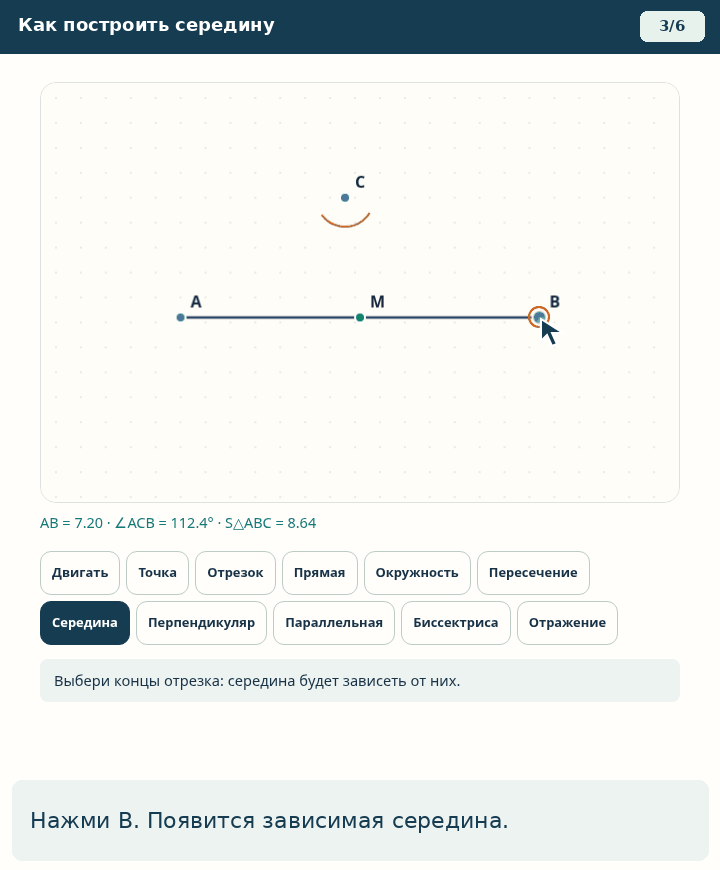 Как построить середину
3/6
C
A
M
B
AB = 7.20 · ∠ACB = 112.4° · S△ABC = 8.64
Двигать Точка Отрезок Прямая Окружность Пересечение
Середина Перпендикуляр Параллельная Биссектриса Отражение
Выбери концы отрезка: середина будет зависеть от них.
Нажми B. Появится зависимая середина.